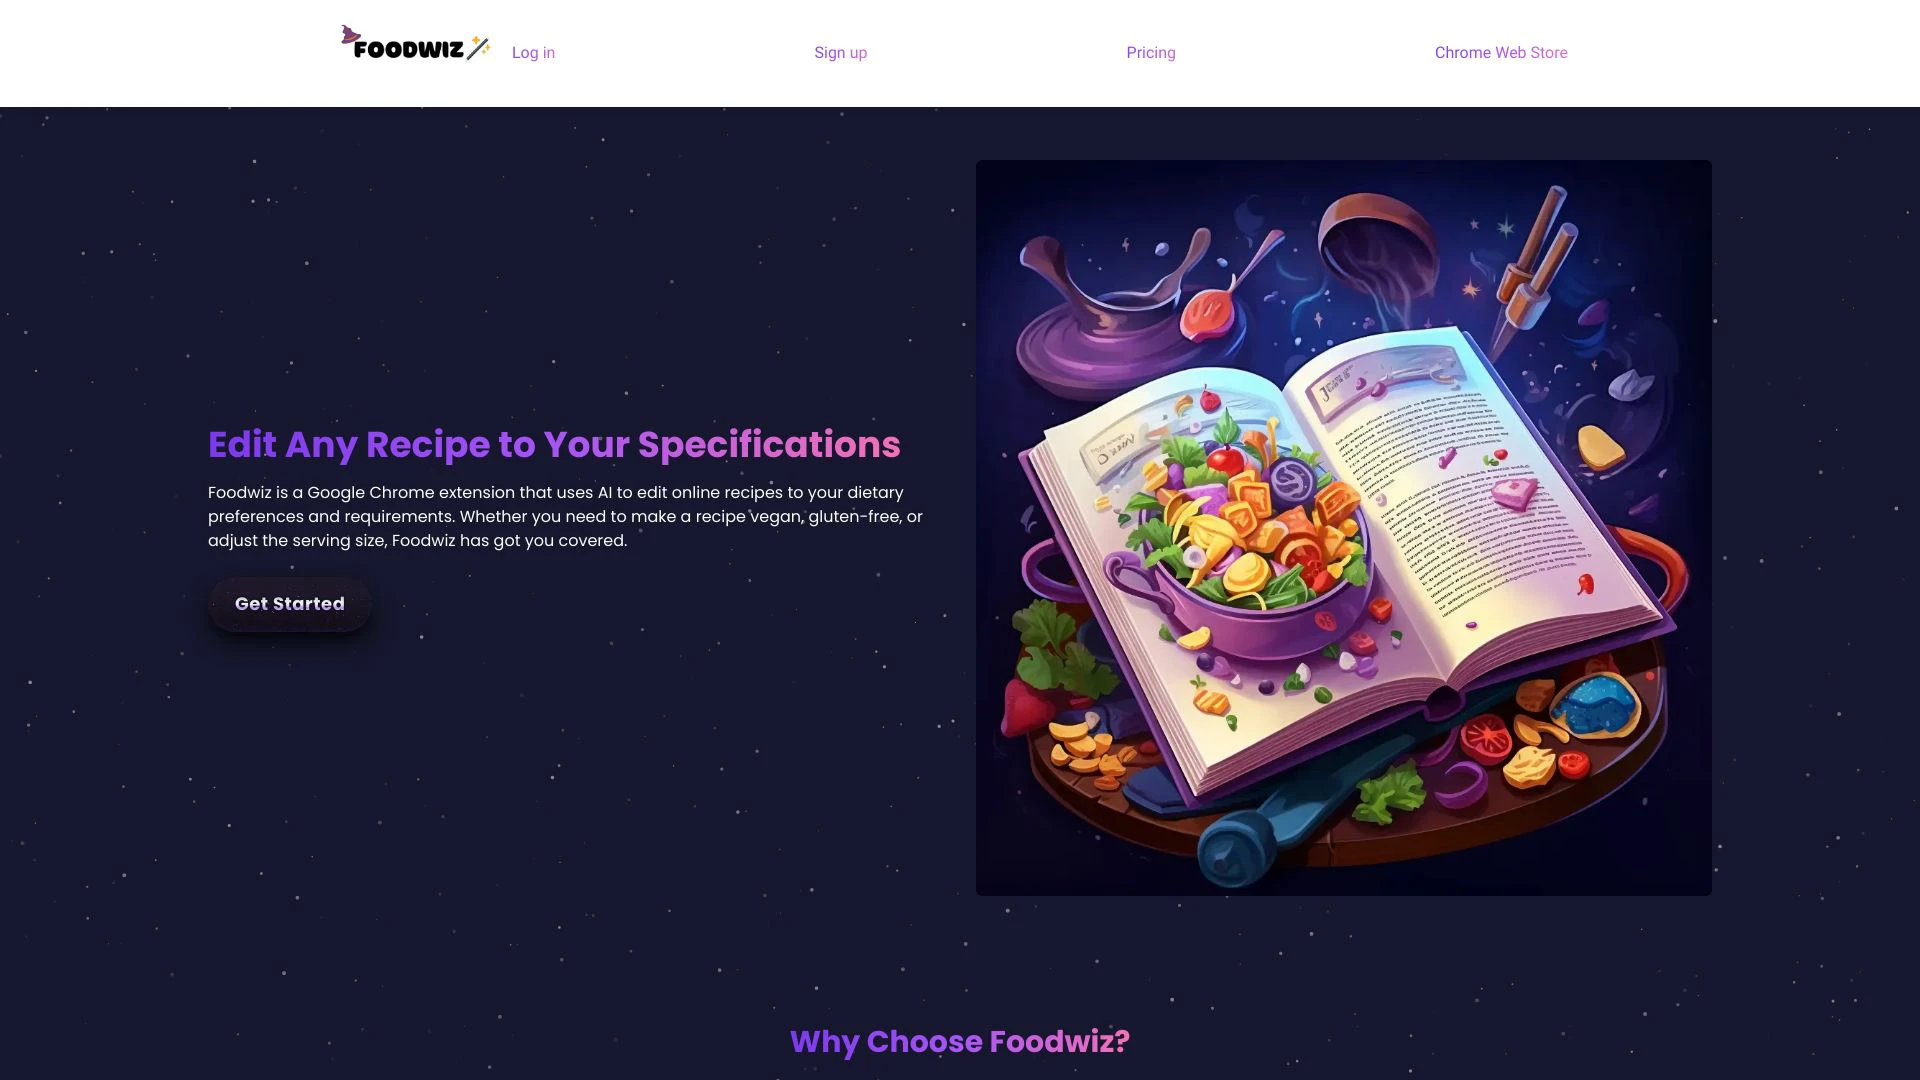 FOODWIZ
Log in
Sign up
Pricing
Chrome Web Store
Edit Any Recipe to Your Specifications
Foodwiz is a Google Chrome extension that uses AI to edit online recipes to your dietary
preferences and requirements. Whether you need to make a recipe vegan, gluten-free, or
adjust the serving size, Foodwiz has got you covered.
Get Started
Why Choose Foodwiz?